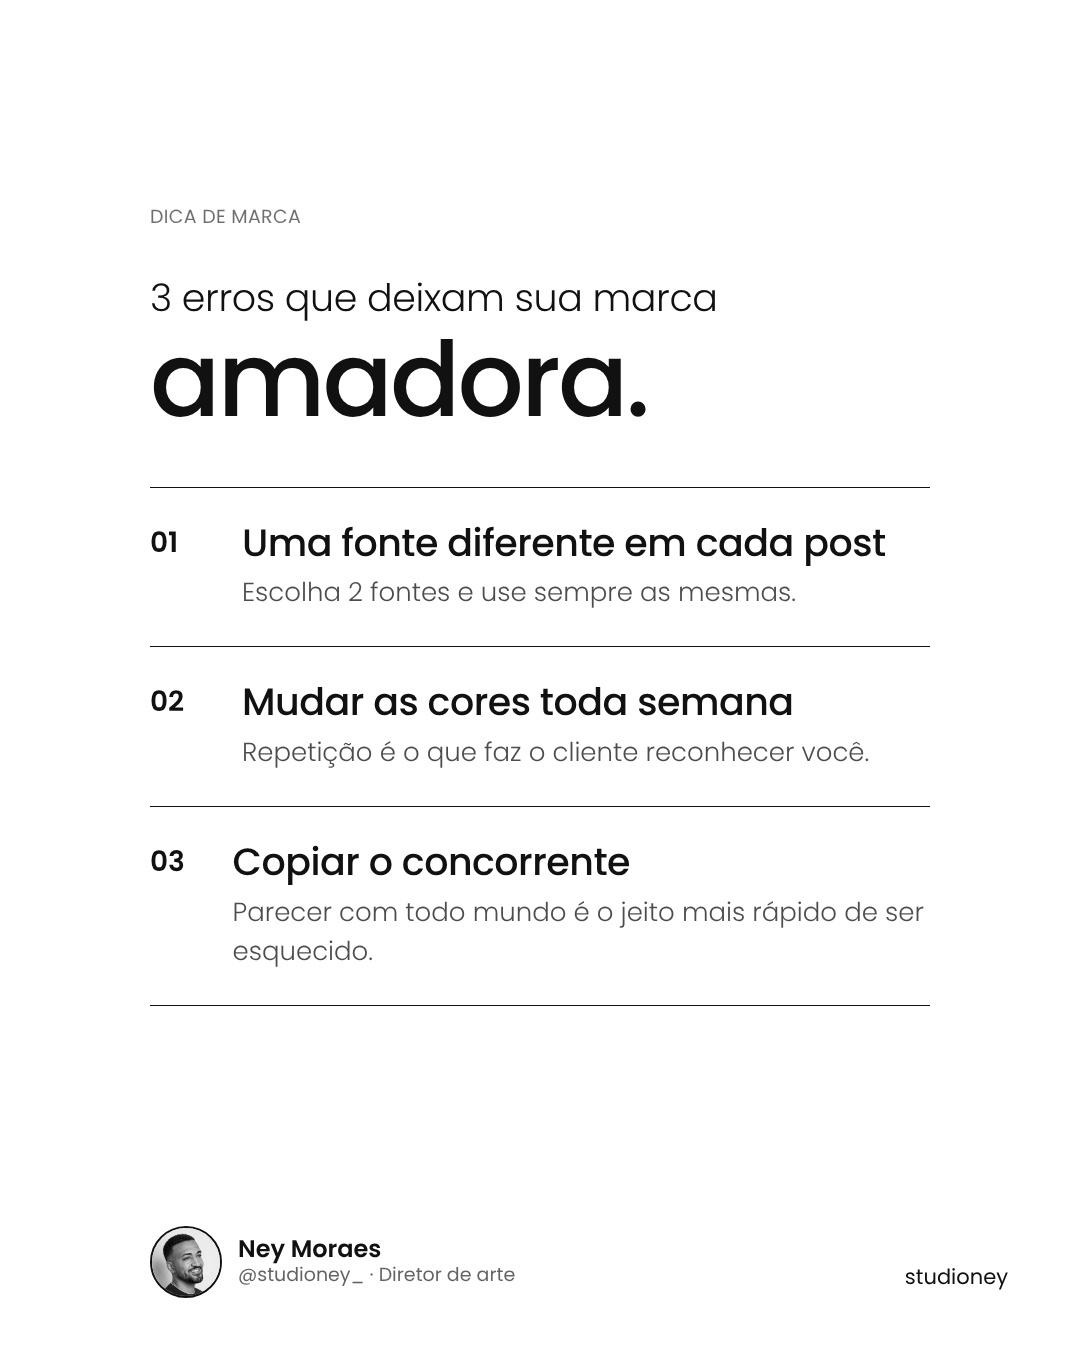 DICA DE MARCA
3 erros que deixam sua marca
amadora.
01 Uma fonte diferente em cada post
Escolha 2 fontes e use sempre as mesmas.
02 Mudar as cores toda semana
Repetição é o que faz o cliente reconhecer você.
03 Copiar o concorrente
Parecer com todo mundo é o jeito mais rápido de ser
esquecido.
Ney Moraes
@studioney_ · Diretor de arte
studioney